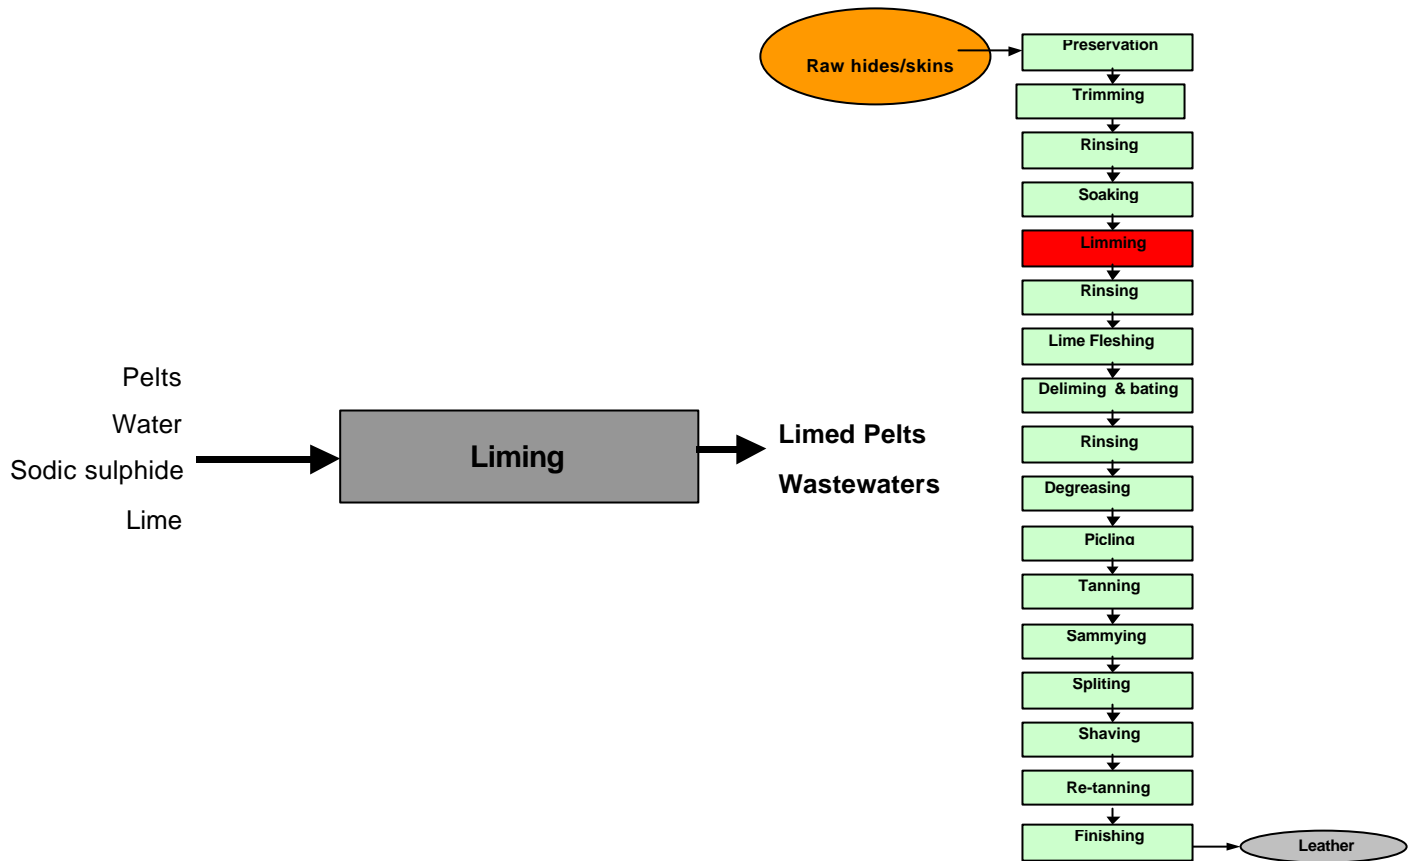 Pelts
Water
Sodic sulphide
Lime
Liming
Limed Pelts
Wastewaters
Raw hides/skins
Preservation
Trimming
Rinsing
Soaking
Limming
Rinsing
Lime Fleshing
Deliming & bating
Rinsing
Degreasing
Picling
Tanning
Sammying
Spliting
Shaving
Re-tanning
Finishing
Leather